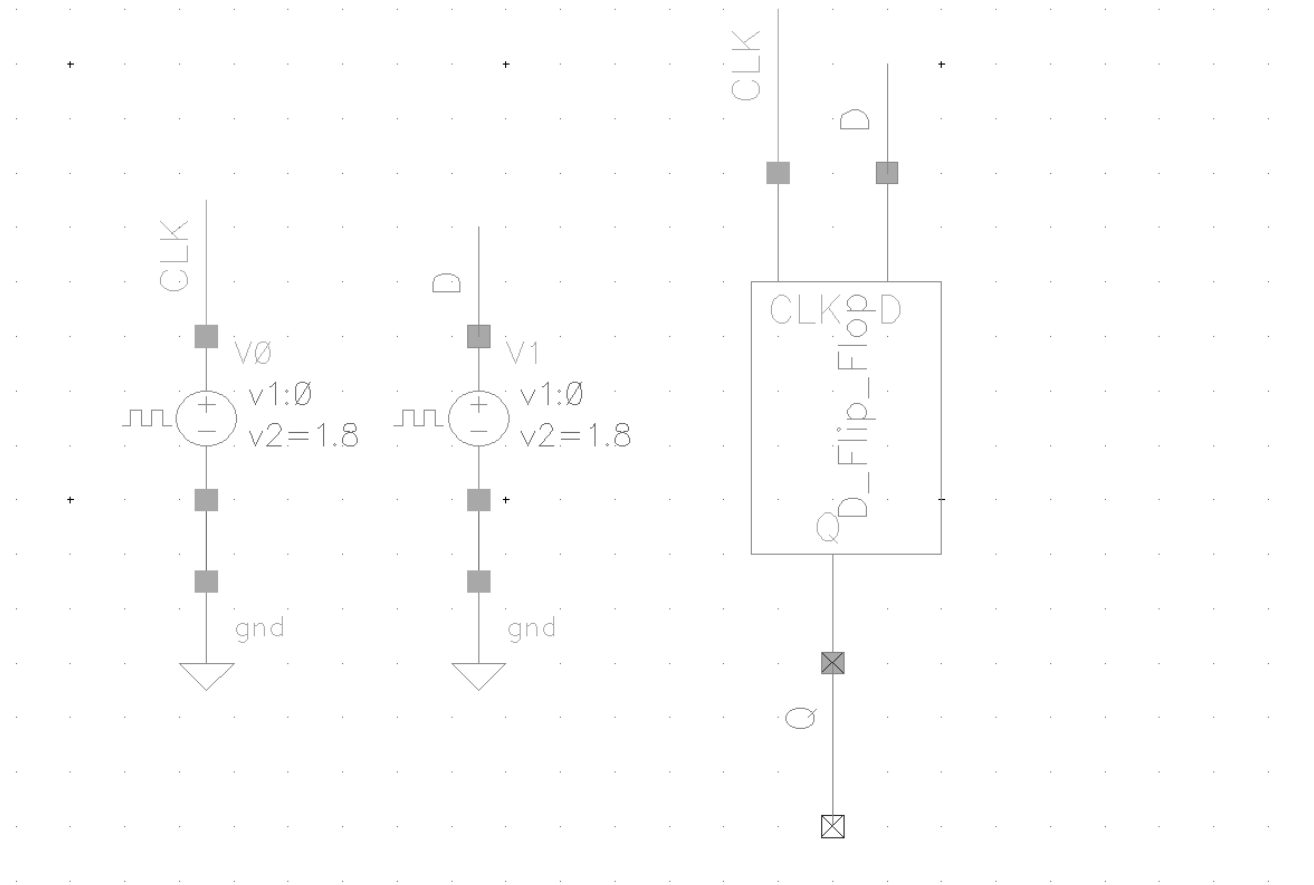 CLK
D
CLK
D
V0
v1:0
v2=1.8
V1
v1:0
v2=1.8
CLK
D
D_Flip_Flop
Q
gnd
gnd
Q